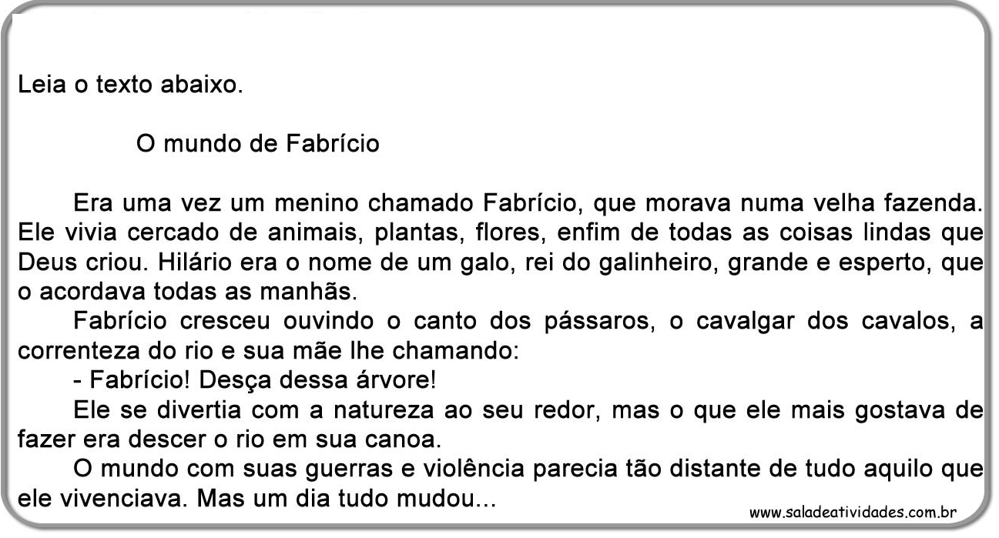 Leia o texto abaixo.
O mundo de Fabrício
Era uma vez um menino chamado Fabrício, que morava numa velha fazenda.
Ele vivia cercado de animais, plantas, flores, enfim de todas as coisas lindas que
Deus criou. Hilário era o nome de um galo, rei do galinheiro, grande e esperto, que
o acordava todas as manhãs.
Fabrício cresceu ouvindo o canto dos pássaros, o cavalgar dos cavalos, a
correnteza do rio e sua mãe lhe chamando:
- Fabrício! Desça dessa árvore!
Ele se divertia com a natureza ao seu redor, mas o que ele mais gostava de
fazer era descer o rio em sua canoa.
O mundo com suas guerras e violência parecia tão distante de tudo aquilo que
ele vivenciava. Mas um dia tudo mudou...
www.saladeatividades.com.br